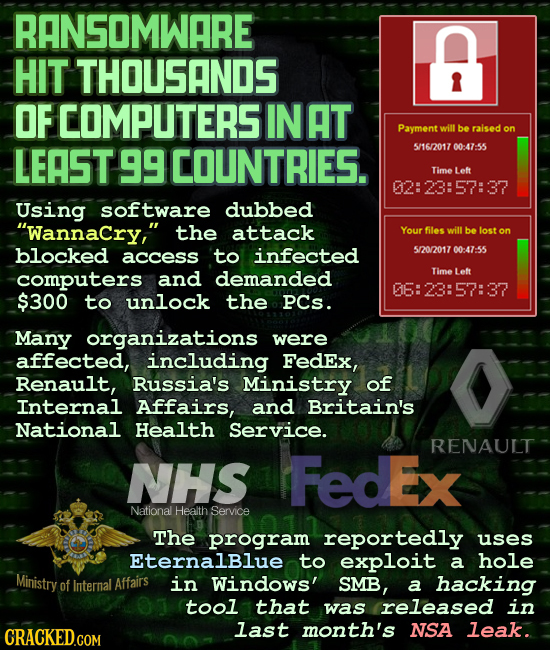 RANSOMWARE
HIT THOUSANDS
OF COMPUTERS IN AT
LEAST 99 COUNTRIES.
Using software dubbed
"WannaCry," the attack
blocked access to infected
computers and demanded
$300 to unlock the PCs.
Payment will be raised on
5/16/2017 00:47:55
Time Left
02:23:57:37
Your files will be lost on
5/20/2017 00:47:55
Time Left
06:23:57:37
Many organizations were
affected, including FedEx,
Renault, Russia's Ministry of
Internal Affairs, and Britain's
National Health Service.
RENAULT
NHS
National Health Service
FedEx
Ministry of Internal Affairs
The program reportedly uses
EternalBlue to exploit a hole
in Windows' SMB, a hacking
tool that was released in
last month's NSA leak.
CRACKED.COM